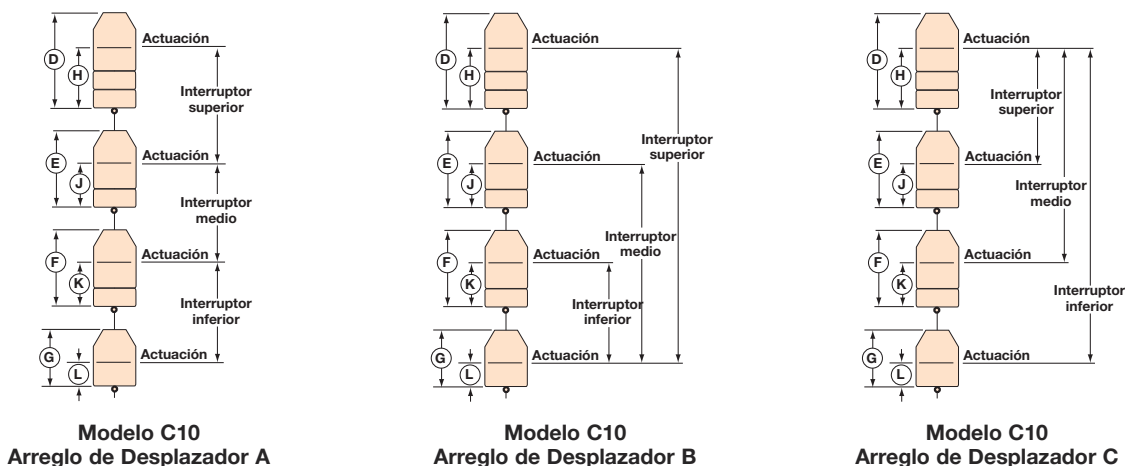 Actuación
D
H
Interruptor
superior
Actuación
E
J
Interruptor
medio
Actuación
F
K
Interruptor
inferior
Actuación
G
L
Modelo C10
Arreglo de Desplazador A
Actuación
D
H
Interruptor
superior
Actuación
E
J
Interruptor
medio
Actuación
F
K
Interruptor
inferior
Actuación
G
L
Modelo C10
Arreglo de Desplazador B
Actuación
D
H
Interruptor
superior
Actuación
E
J
Interruptor
medio
Actuación
F
K
Interruptor
inferior
Actuación
G
L
Modelo C10
Arreglo de Desplazador C